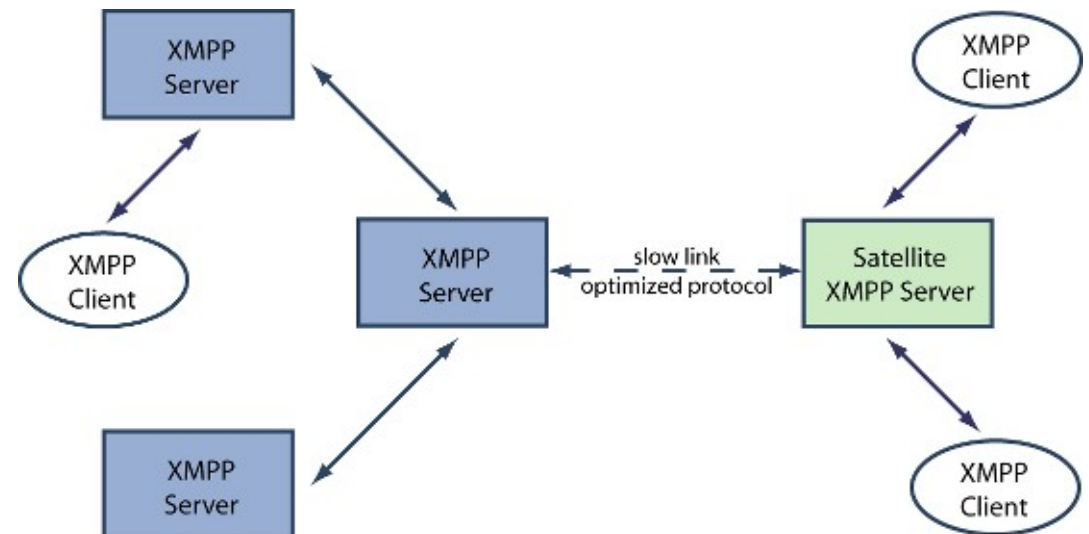 XMPP
Server
XMPP
Client
XMPP
Client
XMPP
Server
slow link
optimized protocol
Satellite
XMPP Server
XMPP
Server
XMPP
Client